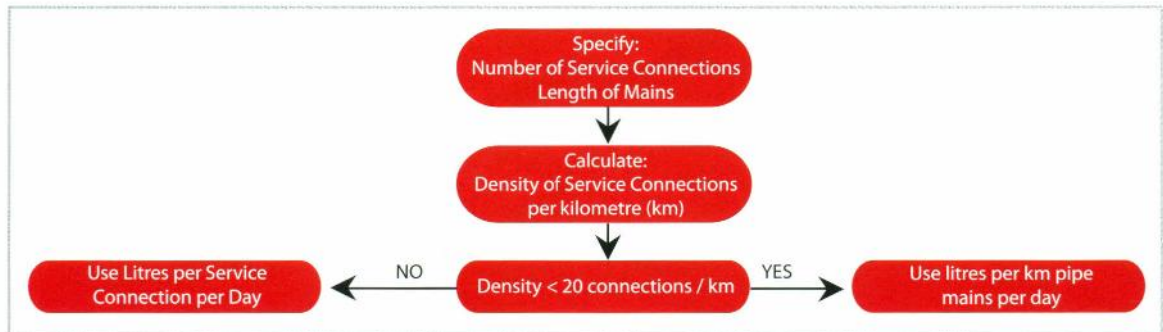 Specify:
Number of Service Connections
Length of Mains
Calculate:
Density of Service Connections
per kilometre (km)
Use Litres per Service
Connection per Day
NO
Density < 20 connections / km
YES
Use litres per km pipe
mains per day